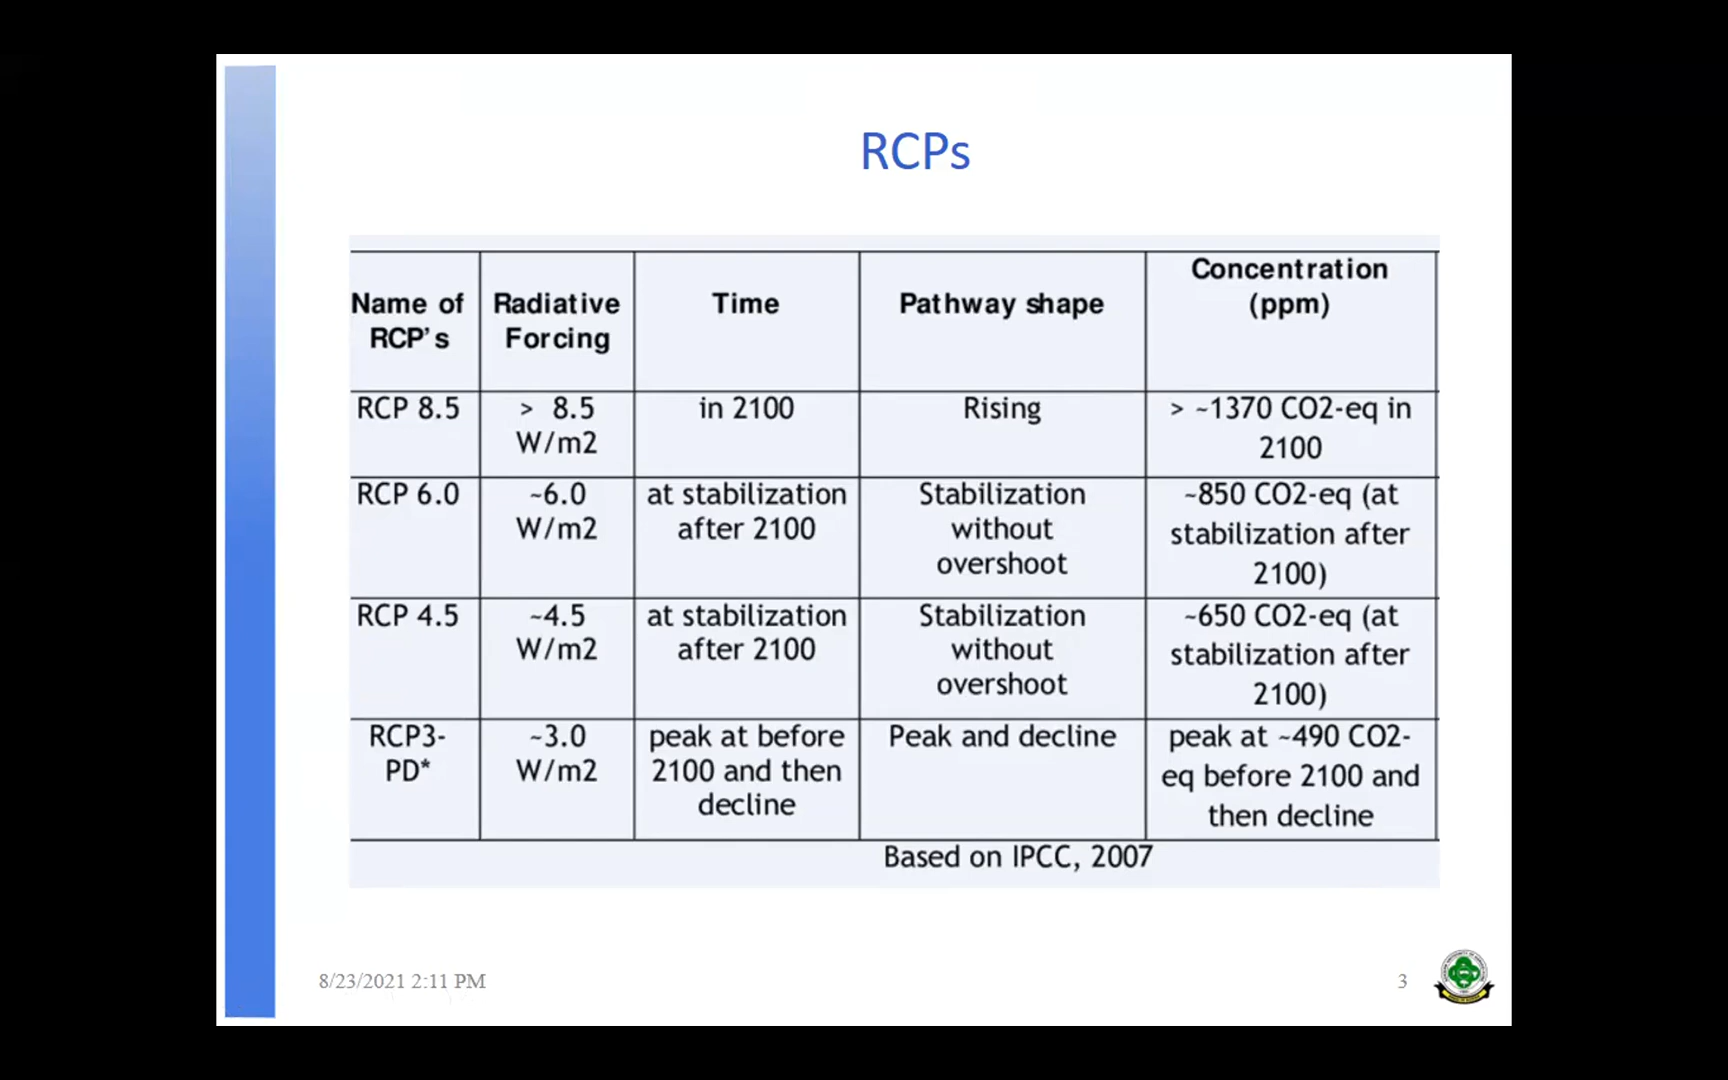 RCPs
Name of RCP's
Radiative Forcing
Time
Pathway shape
Concentration (ppm)
RCP 8.5
> 8.5 W/m2
in 2100
Rising
> ~1370 CO2-eq in 2100
RCP 6.0
~6.0 W/m2
at stabilization after 2100
Stabilization without overshoot
~850 CO2-eq (at stabilization after 2100)
RCP 4.5
~4.5 W/m2
at stabilization after 2100
Stabilization without overshoot
~650 CO2-eq (at stabilization after 2100)
RCP3-PD*
~3.0 W/m2
peak at before 2100 and then decline
Peak and decline
peak at ~490 CO2-eq before 2100 and then decline
Based on IPCC, 2007
8/23/2021 2:11 PM
3